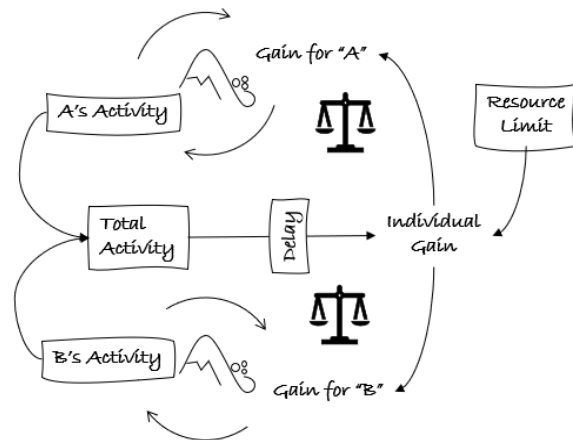 Gain for "A"
A's Activity
Resource
Limit
Total
Activity
Delay
Individual
Gain
B's Activity
Gain for "B"